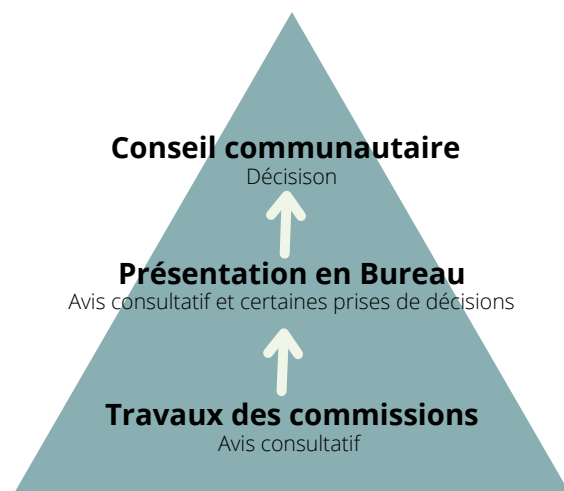 Conseil communautaire
Décisison
Présentation en Bureau
Avis consultatif et certaines prises de décisions
Travaux des commissions
Avis consultatif